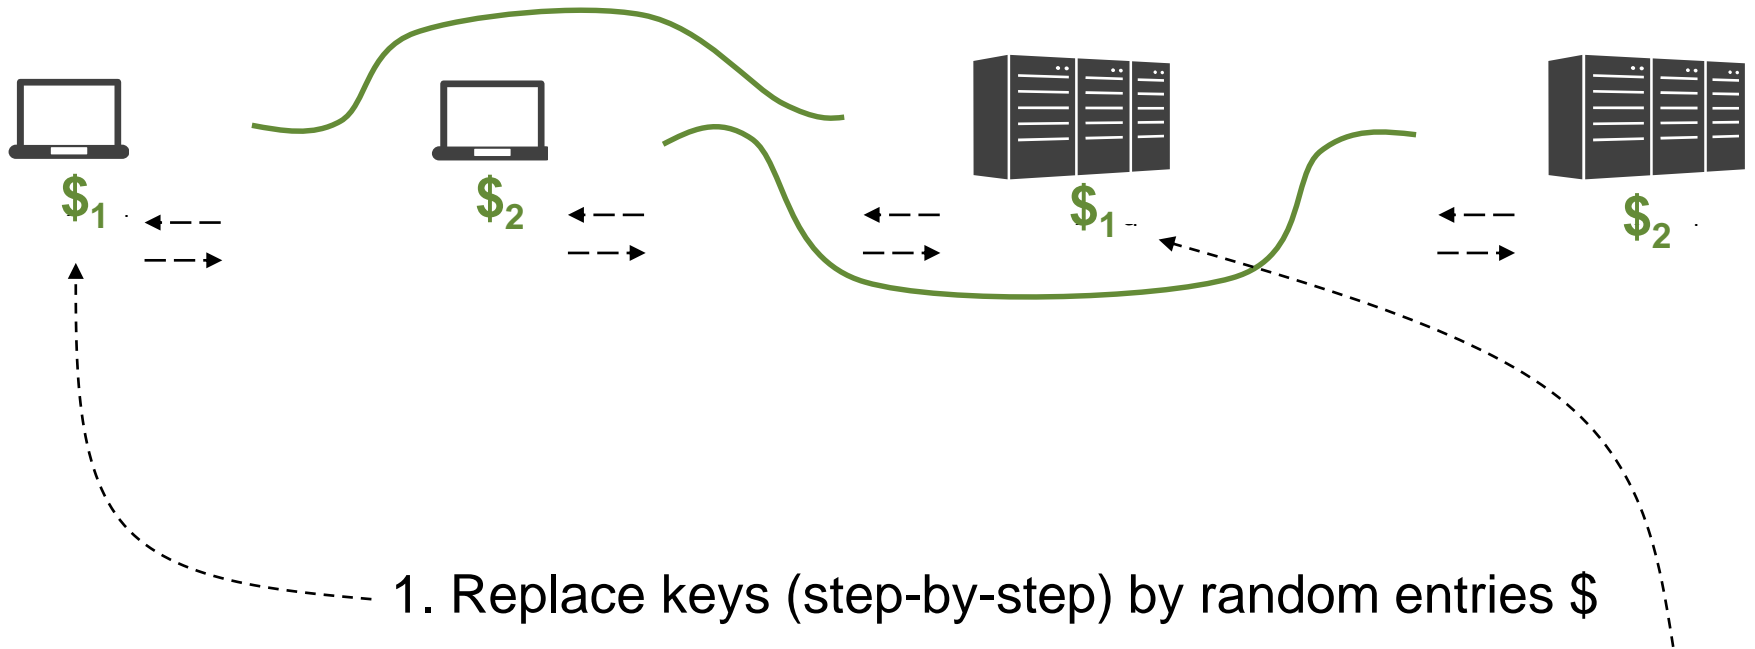 $1
$2
$1
$2
1. Replace keys (step-by-step) by random entries $